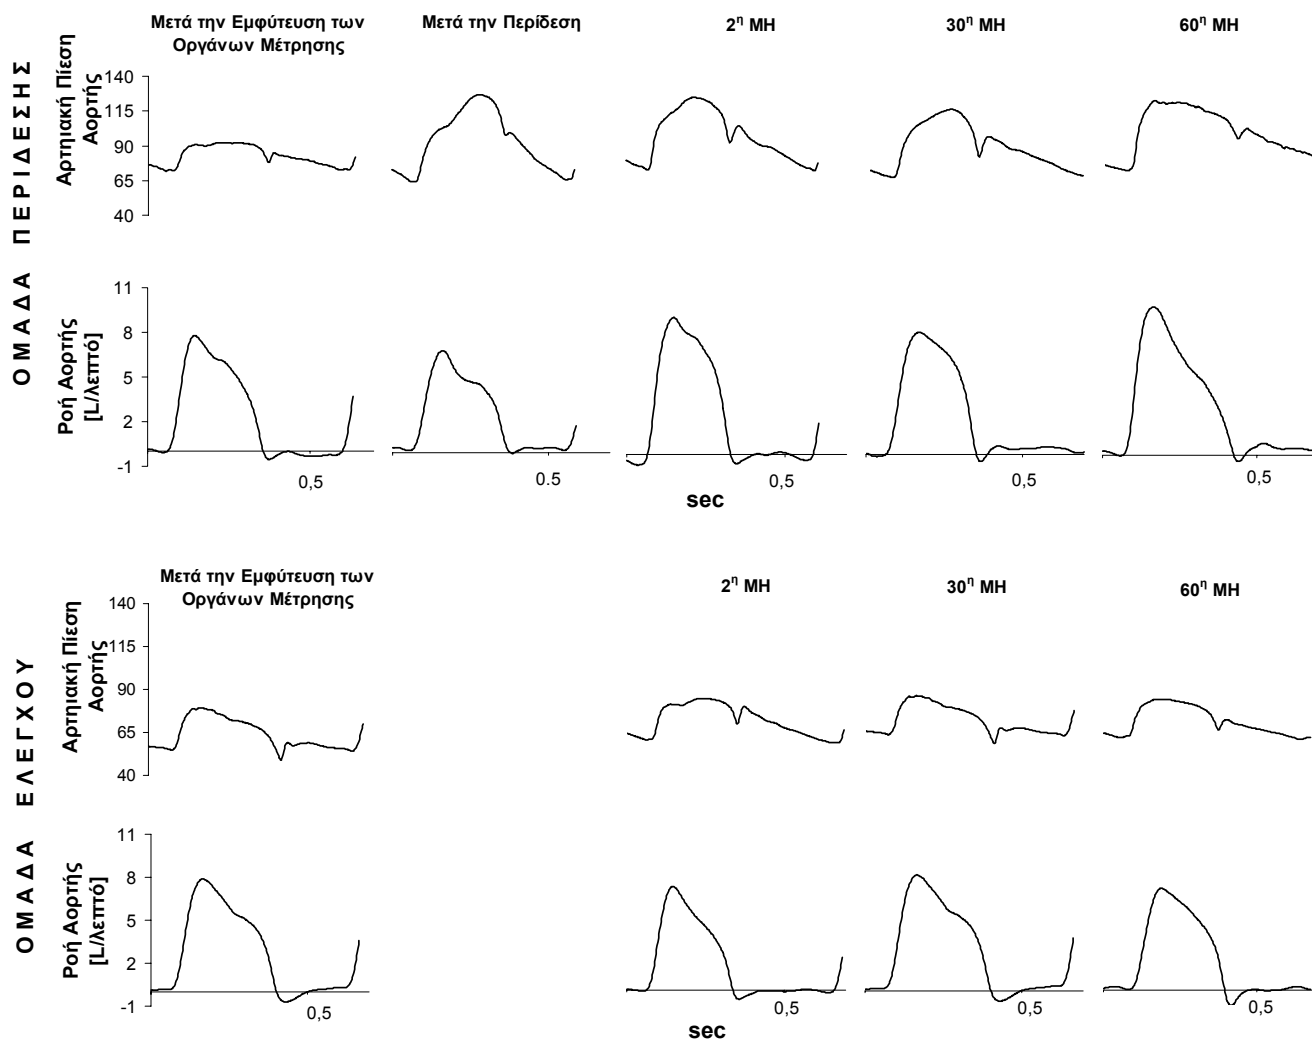 Μετά την Εμφύτευση των
Οργάνων Μέτρησης
Μετά την Περίδεση
2η ΜΗ
30η ΜΗ
60η ΜΗ
ΟΜΑΔΑ ΠΕΡΙΔΕΣΗΣ
Αρτηιακή Πίεση
Αορτής
140
115
90
65
40
Ροή Αορτής
[L/λεπτό]
11
8
5
2
-1
0,5
0.5
0,5
0,5
0,5
sec
Μετά την Εμφύτευση των
Οργάνων Μέτρησης
2η ΜΗ
30η ΜΗ
60η ΜΗ
ΟΜΑΔΑ ΕΛΕΓΧΟΥ
Αρτηιακή Πίεση
Αορτής
140
115
90
65
40
Ροή Αορτής
[L/λεπτό]
11
8
5
2
-1
0,5
0,5
0,5
0,5
sec